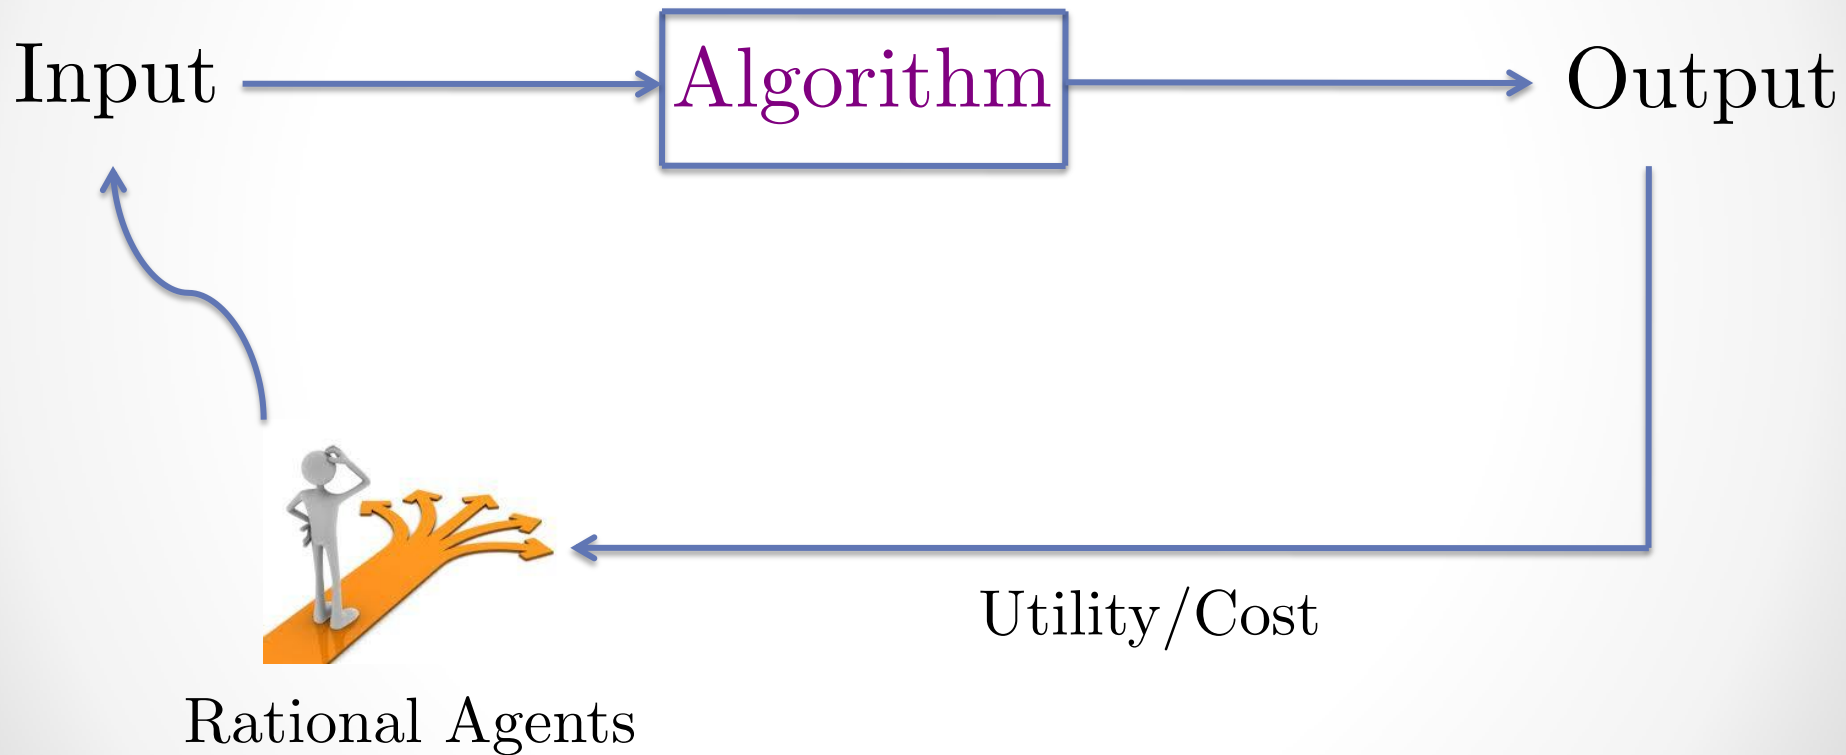 Input
Algorithm
Output
Utility/Cost
Rational Agents